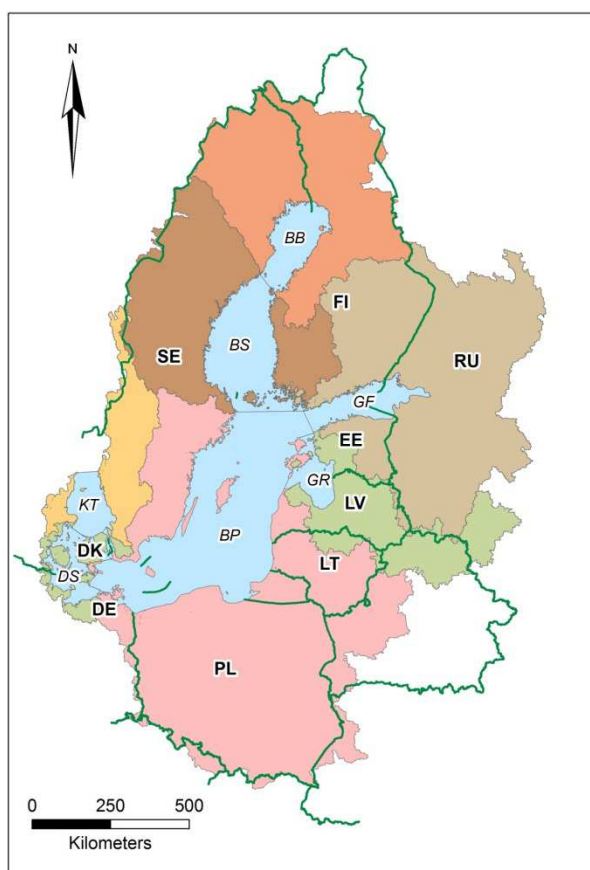 N
BB
FI
BS
SE
RU
GF
EE
GR
KT
LV
BP
DK
LT
DS
DE
PL
0 250 500
Kilometers